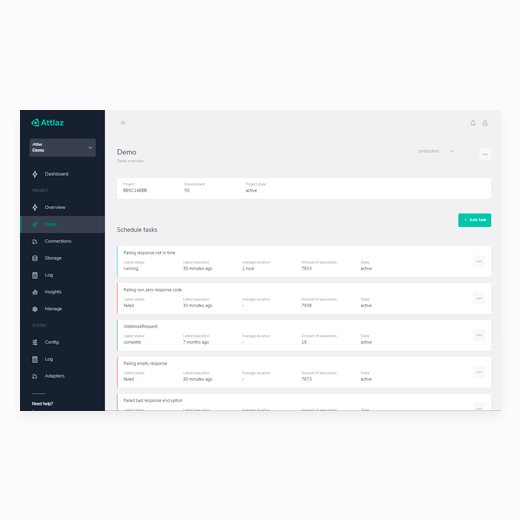 Attlaz
Attlaz
Demo
Dashboard
PROJECT
Overview
Tasks
Connections
Storage
Log
Insights
Manage
SYSTEM
Config
Log
Adapters
Need help?
Demo
Tasks overview
production
Project
Environment
Project state
55
active
+ Add task
Schedule tasks
Failing response not in time
Latest status
Latest execution
Average duration
Amount of executions
State
running
30 minutes ago
1 hour
7933
active
Failing non zero response code
Latest status
Latest execution
Average duration
Amount of executions
State
failed
30 minutes ago
-
7938
active
WebhookRequest
Latest status
Latest execution
Average duration
Amount of executions
State
complete
7 months ago
-
19
active
Failing empty response
Latest status
Latest execution
Average duration
Amount of executions
State
failed
30 minutes ago
-
7673
active
Failed bad response encryption
Latest status
Latest execution
Average duration
Amount of executions
State